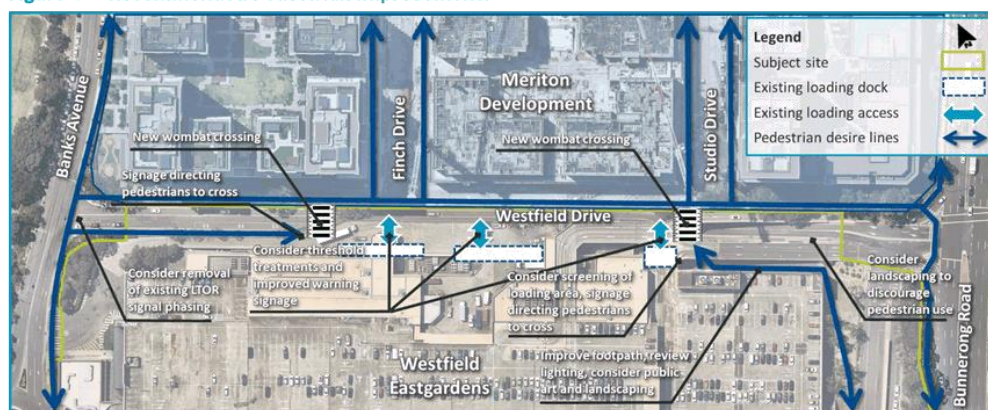 Legend
Subject site
Existing loading dock
Existing loading access
Pedestrian desire lines
Meriton
Development
Banks Avenue
Finch Drive
Studio Drive
New wombat crossing
New wombat crossing
Signage directing
pedestrians to cross
Westfield Drive
Consider removal
of existing LTOR
signal phasing
Consider threshold
treatments and
improved warning
signage
Consider screening of
loading area, signage
directing pedestrians
to cross
Consider
landscaping to
discourage
pedestrian use
Improve footpath, review
lighting, consider public
art and landscaping
Westfield
Eastgardens
Bunnerong Road